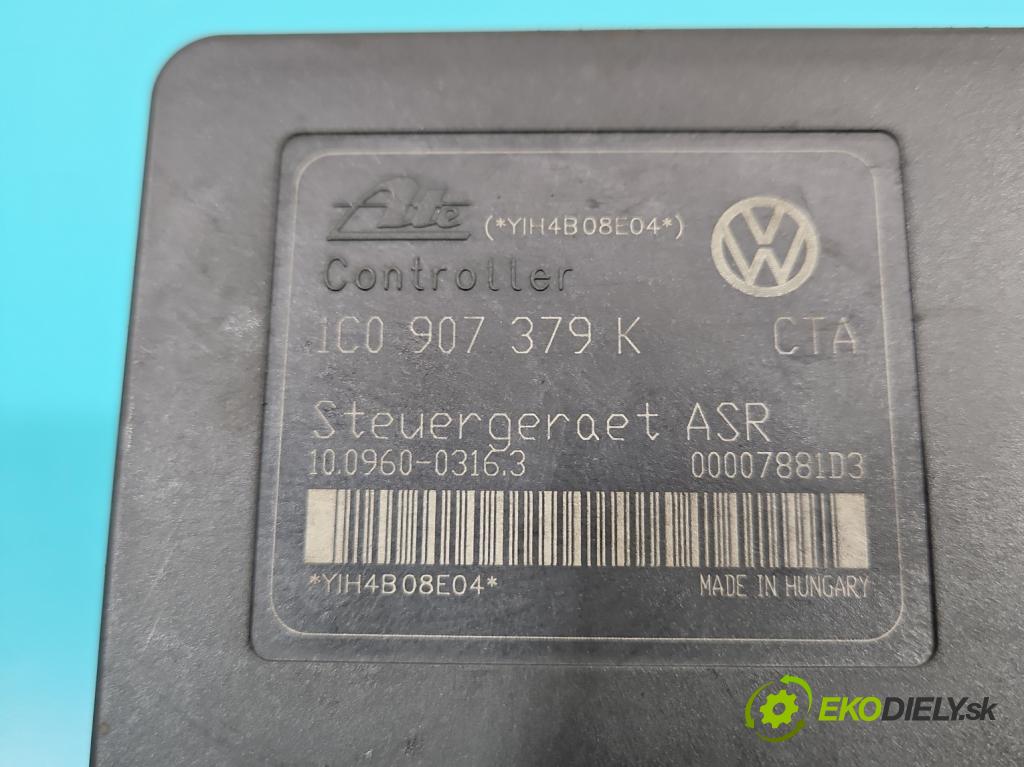 Ate (*YIH4B08E04*)
Controller
1C0 907 379 K CTA
Steuergeraet ASR
10.0960-0316.3 00007881D3
*YIH4B08E04* MADE IN HUNGARY
EKODIELY.sk